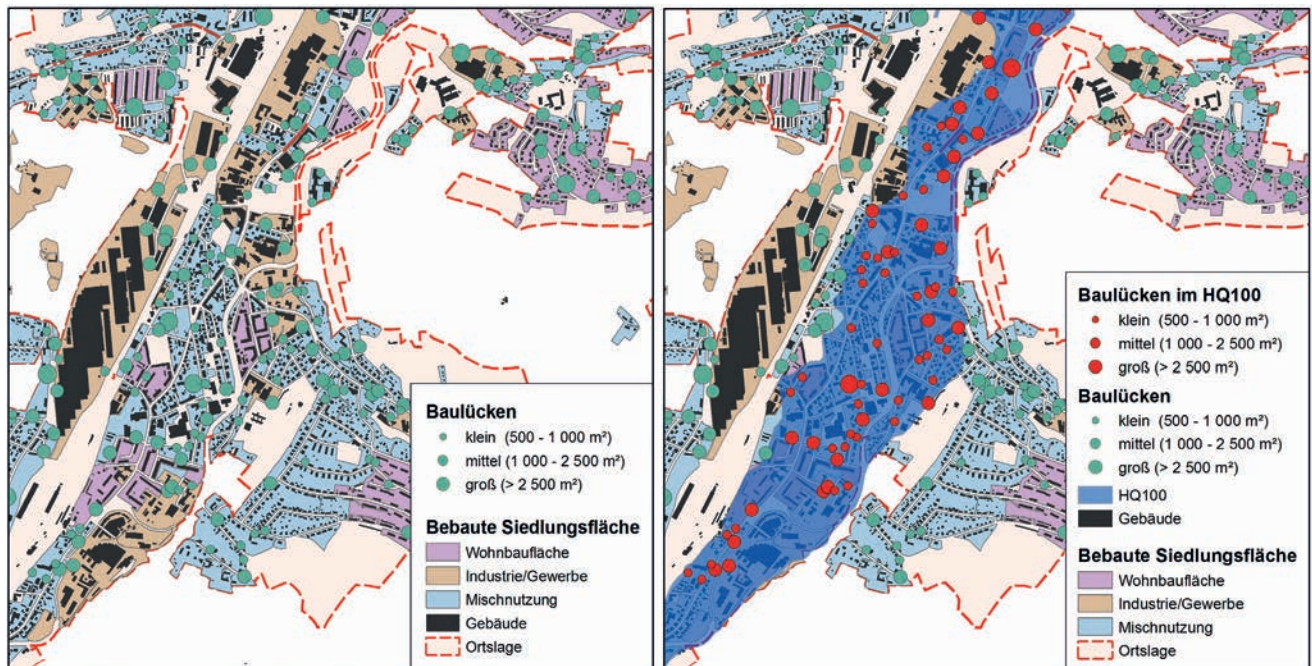 Baulücken
klein (500 - 1 000 m²)
mittel (1 000 - 2 500 m²)
groß (> 2 500 m²)
Bebaute Siedlungsfläche
Wohnbaufläche
Industrie/Gewerbe
Mischnutzung
Gebäude
Ortslage
Baulücken im HQ100
klein (500 - 1 000 m²)
mittel (1 000 - 2 500 m²)
groß (> 2 500 m²)
Baulücken
klein (500 - 1 000 m²)
mittel (1 000 - 2 500 m²)
groß (> 2 500 m²)
HQ100
Gebäude
Bebaute Siedlungsfläche
Wohnbaufläche
Industrie/Gewerbe
Mischnutzung
Ortslage